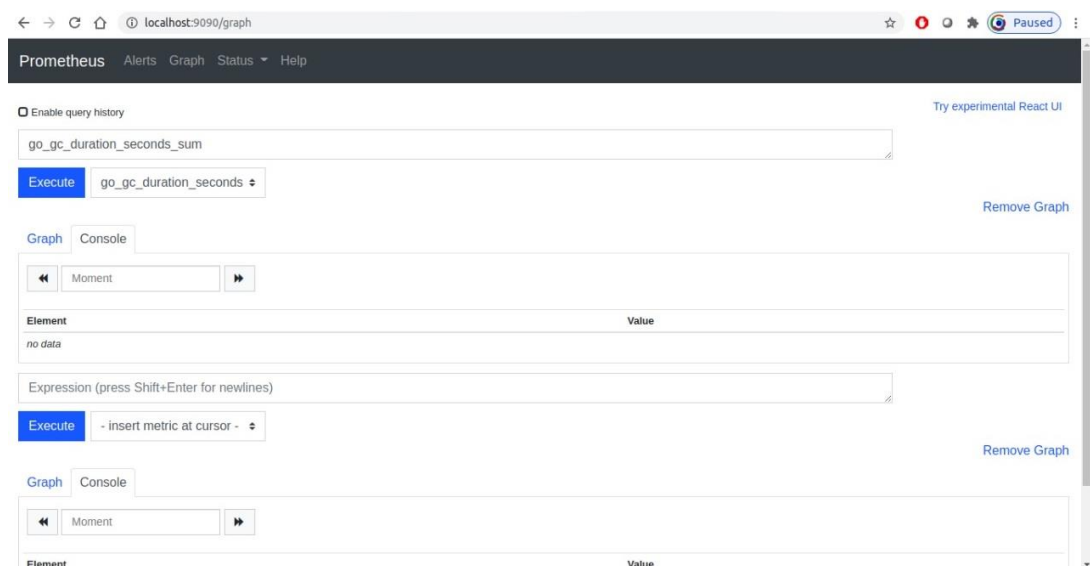 localhost:9090/graph
Paused
Prometheus Alerts Graph Status Help
Enable query history
Try experimental React UI
go_gc_duration_seconds_sum
Execute go_gc_duration_seconds
Remove Graph
Graph Console
Moment
Element Value
no data
Expression (press Shift+Enter for newlines)
Execute - insert metric at cursor -
Remove Graph
Graph Console
Moment
Element Value